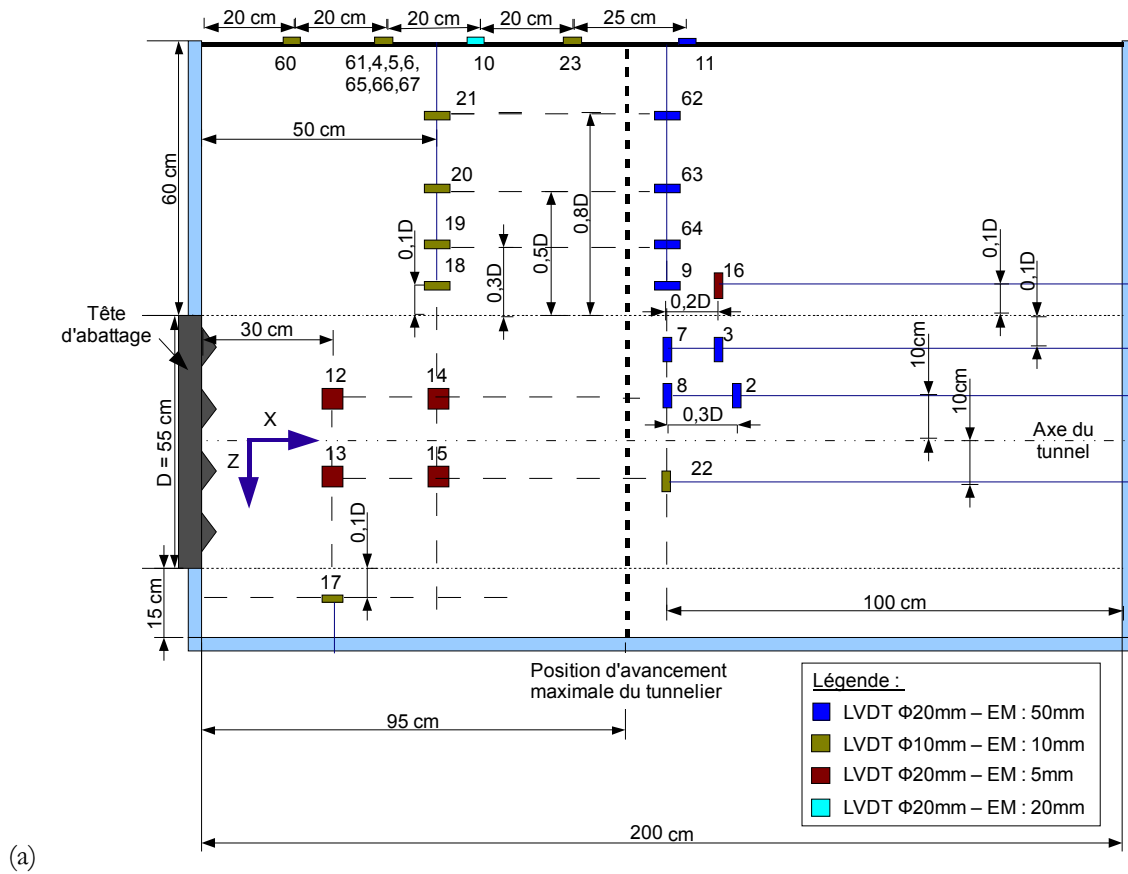 20 cm 20 cm 20 cm 20 cm 25 cm
60 61,4,5,6, 10 23 11
65,66,67
21 62
50 cm
60 cm
20 63
0,8D
0,5D
19 64
0,1D
0,3D
18 9 16
0,1D
0,1D
0,2D
Tête
d'abattage
30 cm
7 3
10cm
12 14 8 2
0,3D
10cm
X
Axe du
tunnel
Z
D = 55 cm
13 15 22
0,1D
17
15 cm
100 cm
Position d'avancement
maximale du tunnelier
95 cm
Légende :
LVDT Φ20mm – EM : 50mm
LVDT Φ10mm – EM : 10mm
LVDT Φ20mm – EM : 5mm
LVDT Φ20mm – EM : 20mm
200 cm
(a)